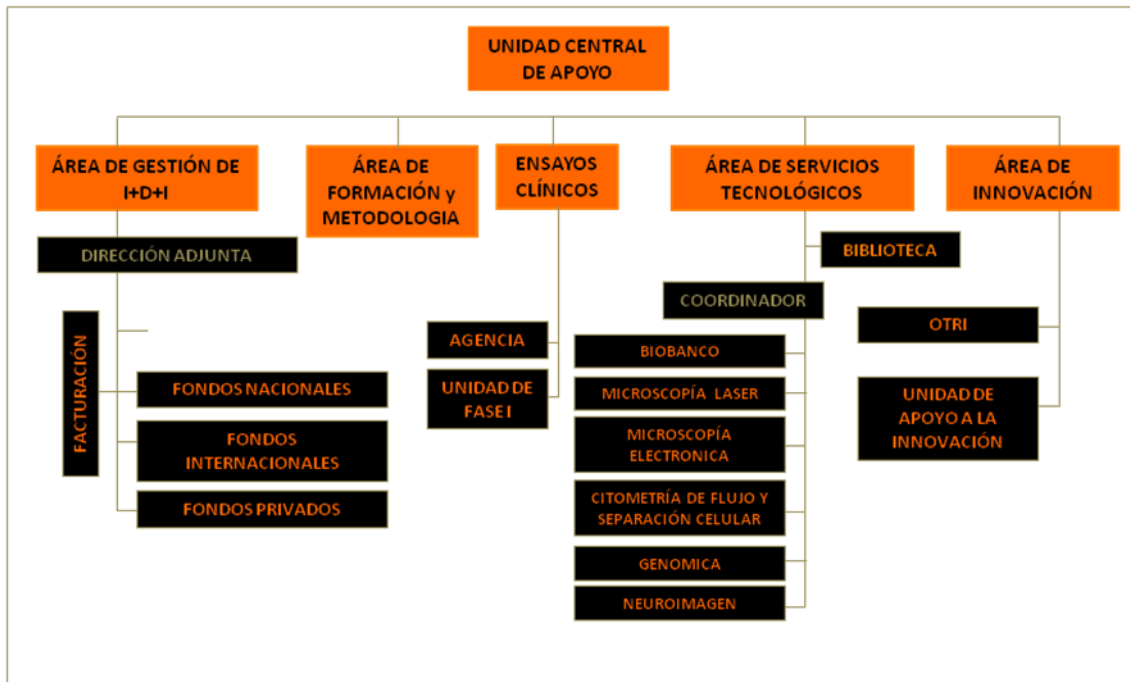 UNIDAD CENTRAL
DE APOYO
ÁREA DE GESTIÓN DE
I+D+I
ÁREA DE
FORMACIÓN y
METODOLOGIA
ENSAYOS
CLÍNICOS
ÁREA DE SERVICIOS
TECNOLÓGICOS
ÁREA DE
INNOVACIÓN
DIRECCIÓN ADJUNTA
FACTURACIÓN
FONDOS NACIONALES
FONDOS
INTERNACIONALES
FONDOS PRIVADOS
AGENCIA
UNIDAD DE
FASE I
BIBLIOTECA
COORDINADOR
BIOBANCO
MICROSCOPÍA LASER
MICROSCOPÍA
ELECTRONICA
CITOMETRÍA DE FLUJO Y
SEPARACIÓN CELULAR
GENOMICA
NEUROIMAGEN
OTRI
UNIDAD DE
APOYO A LA
INNOVACIÓN